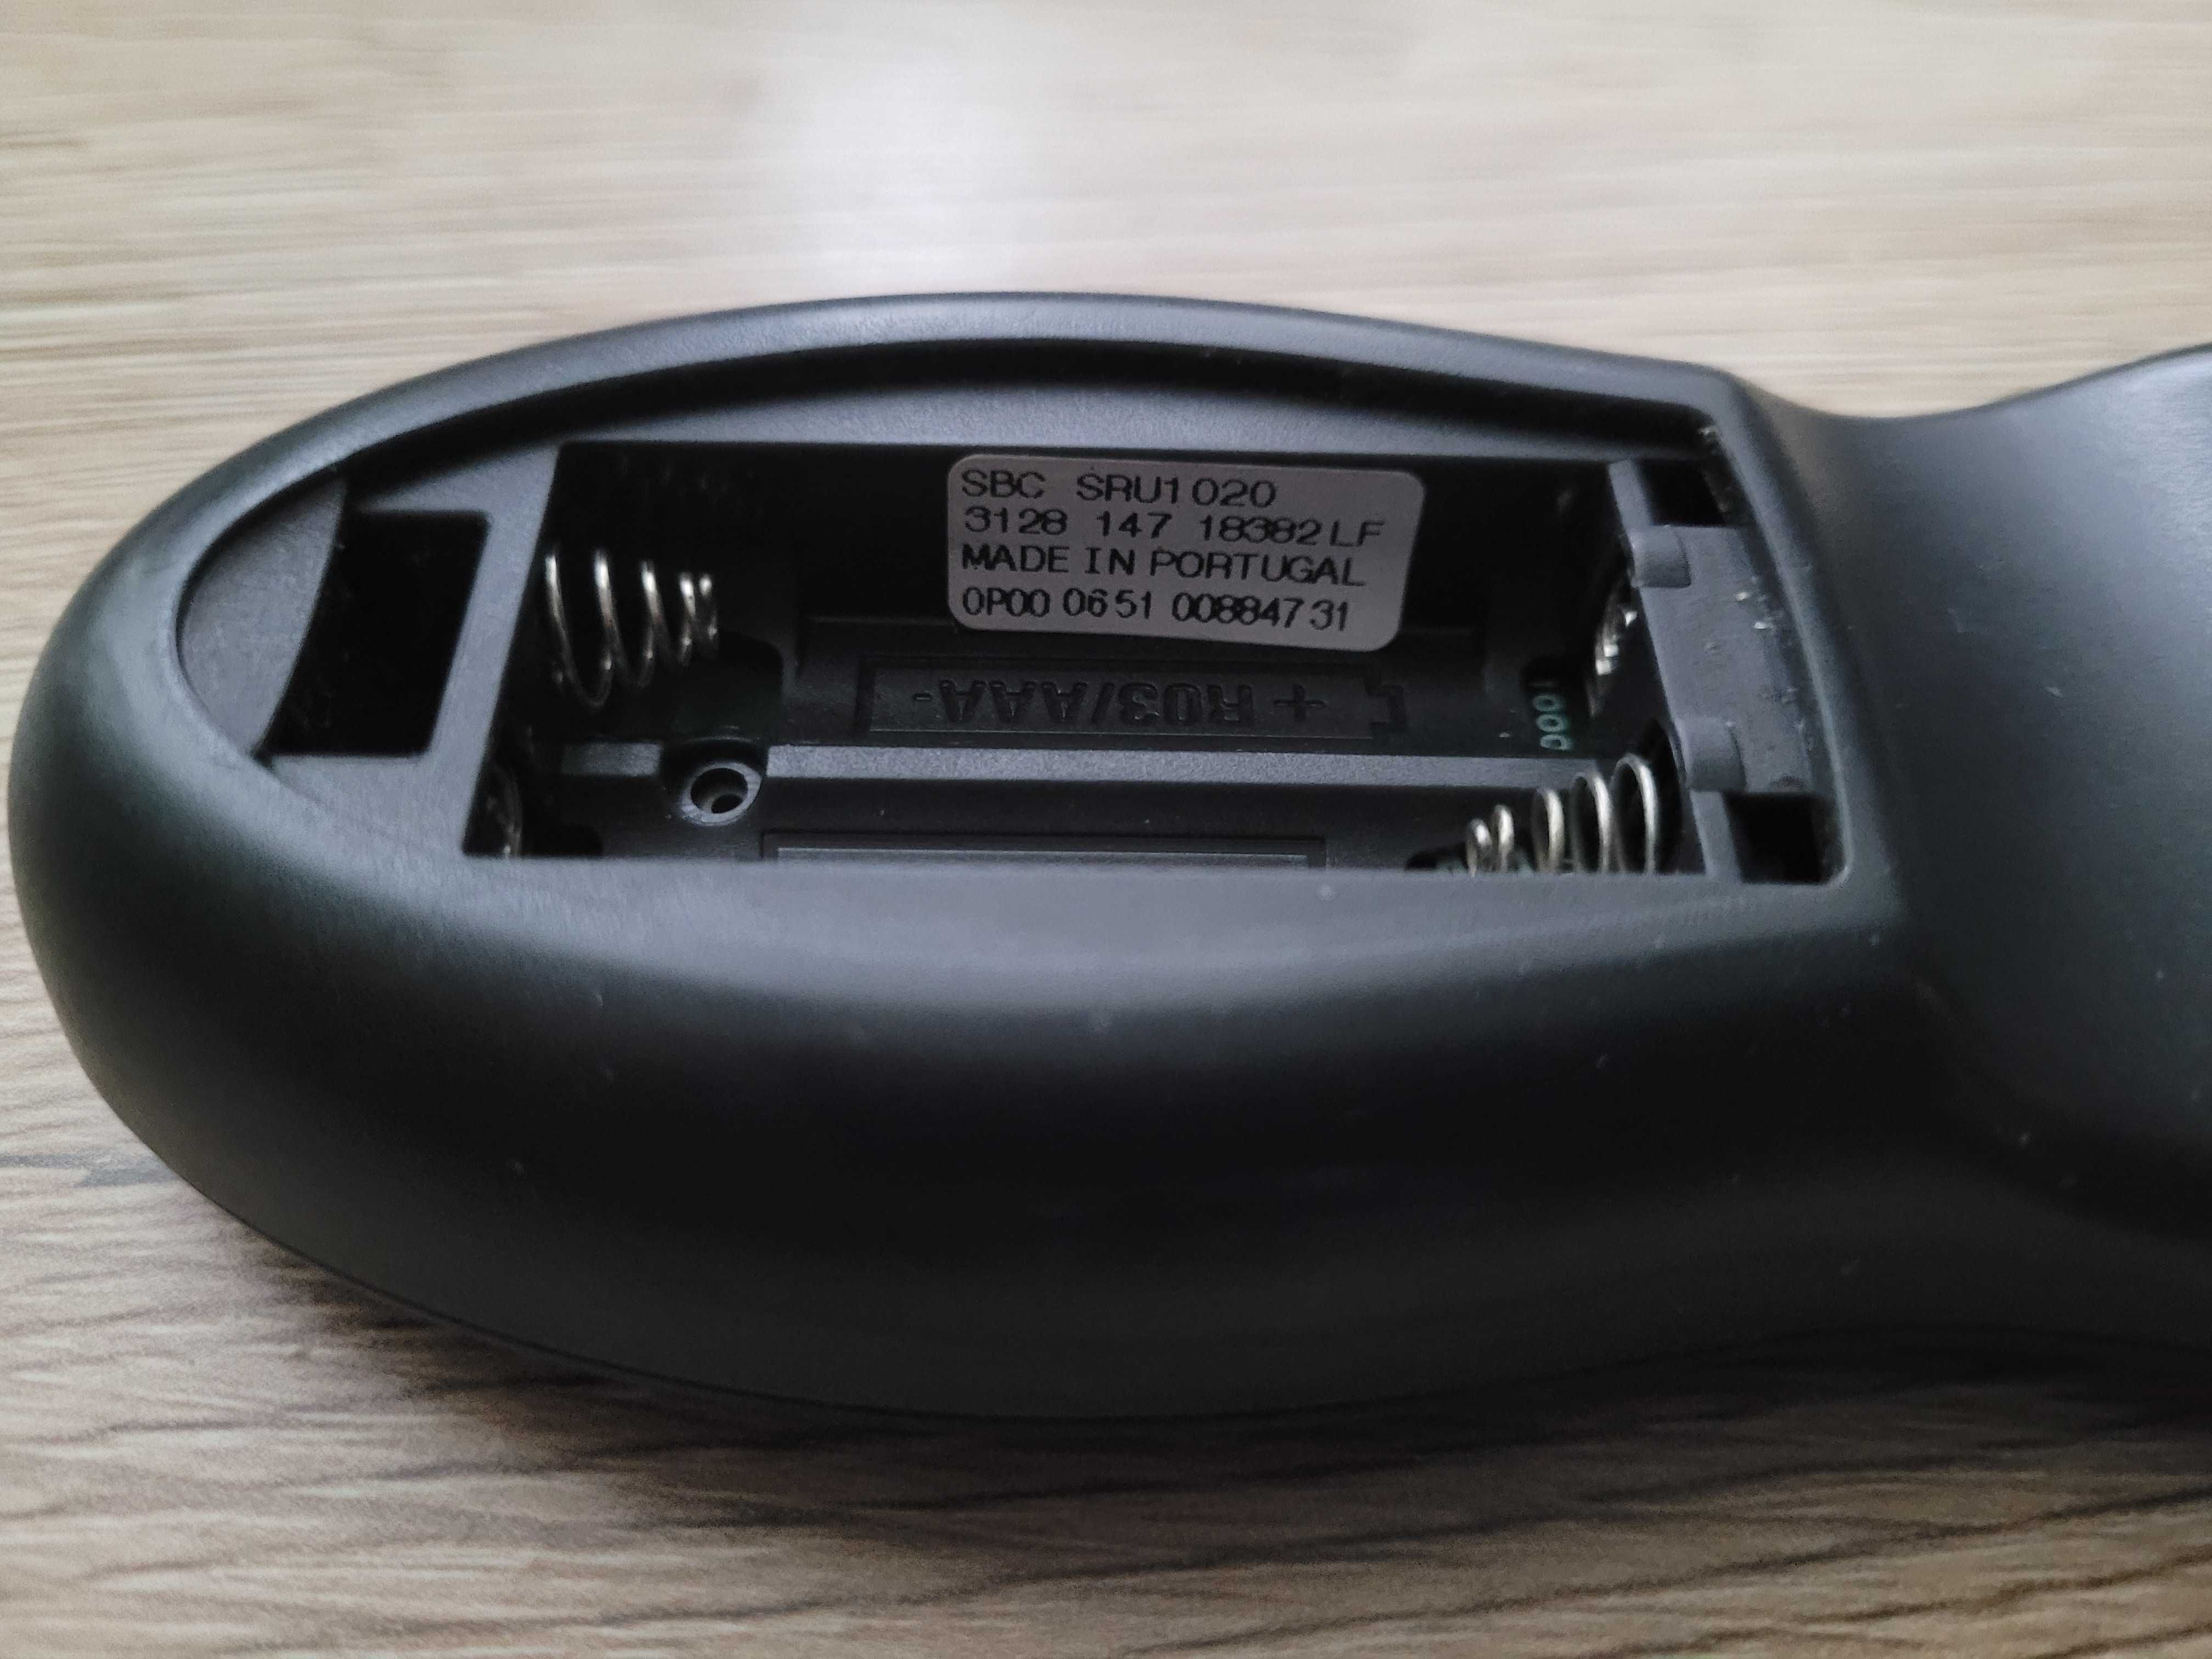 SBC SRU1020
3128 147 18382LF
MADE IN PORTUGAL
0P00 0651 00884731
+ R03/AAA -